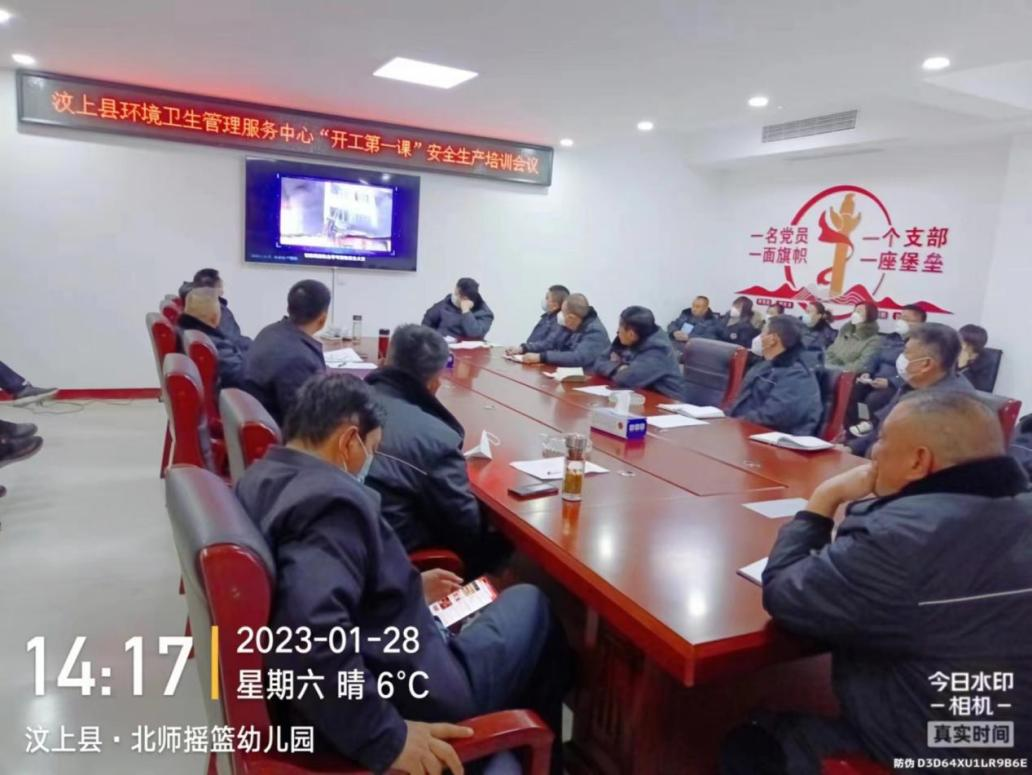 汶上县环境卫生管理服务中心“开工第一课”安全生产培训会议
一名党员
一面旗帜
一个支部
一座堡垒
14:17
2023-01-28
星期六 晴 6°C
汶上县·北师摇篮幼儿园
今日水印
-相机-
真实时间
防伪 D3D64XU1LR9B6E